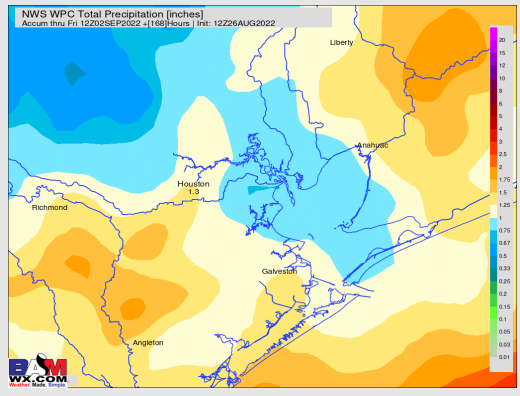 NWS WPC Total Precipitation [inches]
Accum thru Fri 12Z02SEP2022 +[168]Hours | Init: 12Z26AUG2022
Liberty
Anahuac
Houston
1.3
Richmond
Galveston
Angleton
20
15
12
10
8
6
5
4
3
2.5
2
1.75
1.5
1.25
1
0.75
0.67
0.5
0.33
0.25
0.2
0.15
0.1
0.05
0.03
0.01
BAM
WX.COM
Weather. Made. Simple.